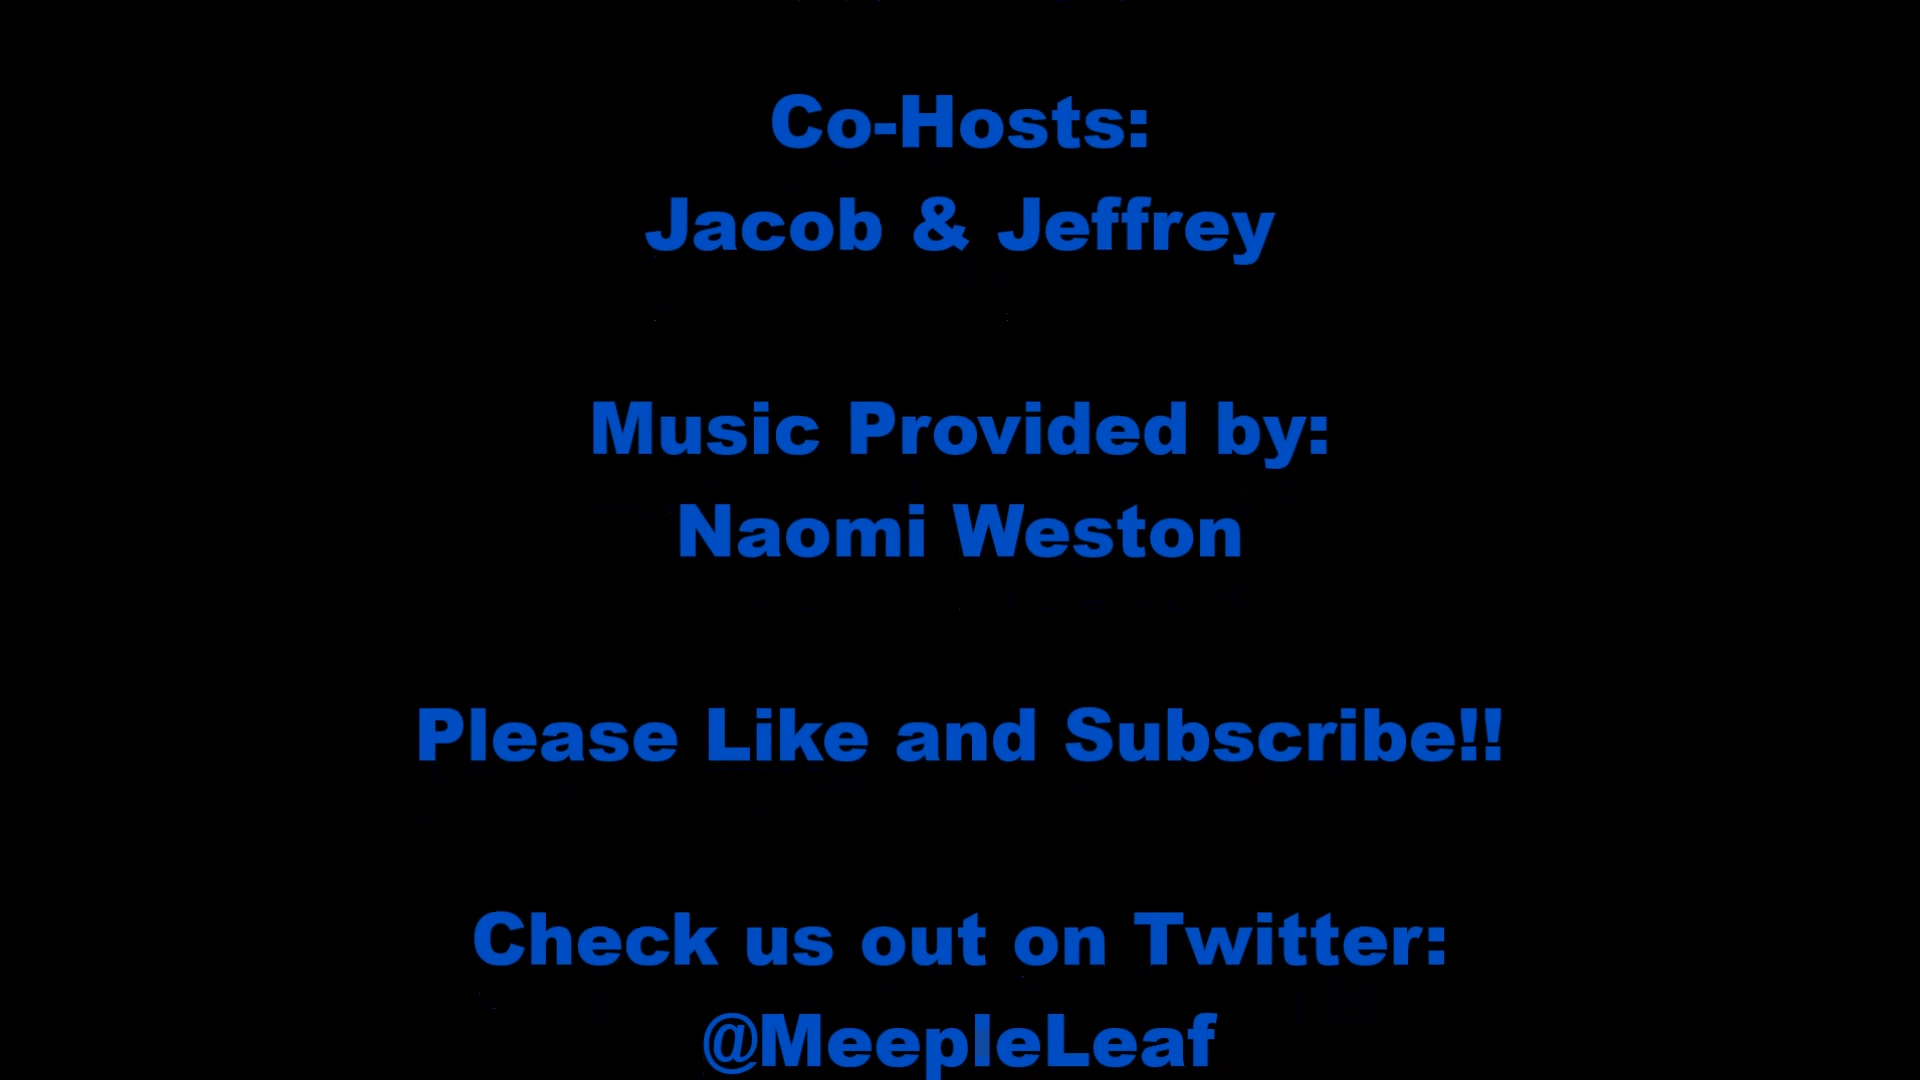 Co-Hosts:
Jacob & Jeffrey
Music Provided by:
Naomi Weston
Please Like and Subscribe!!
Check us out on Twitter:
@MeepleLeaf